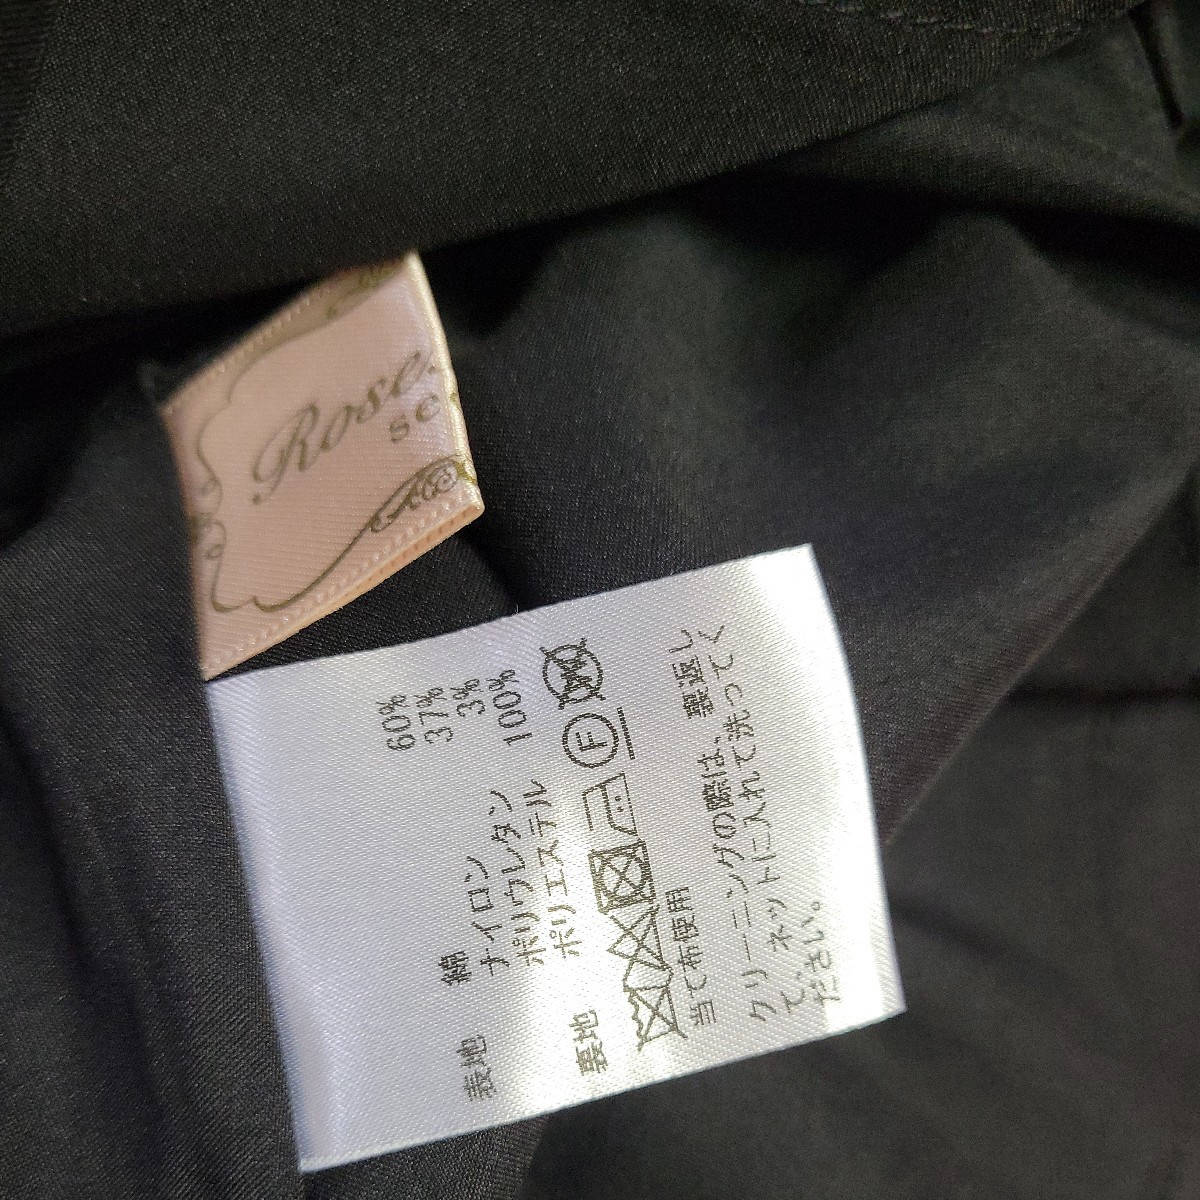 Rose
sc
表地 綿 60%
ナイロン 37%
ポリウレタン 3%
裏地 ポリエステル 100%
F
当て布使用
クリーニングの際は、裏返し
て、ネットに入れて洗ってく
ださい。